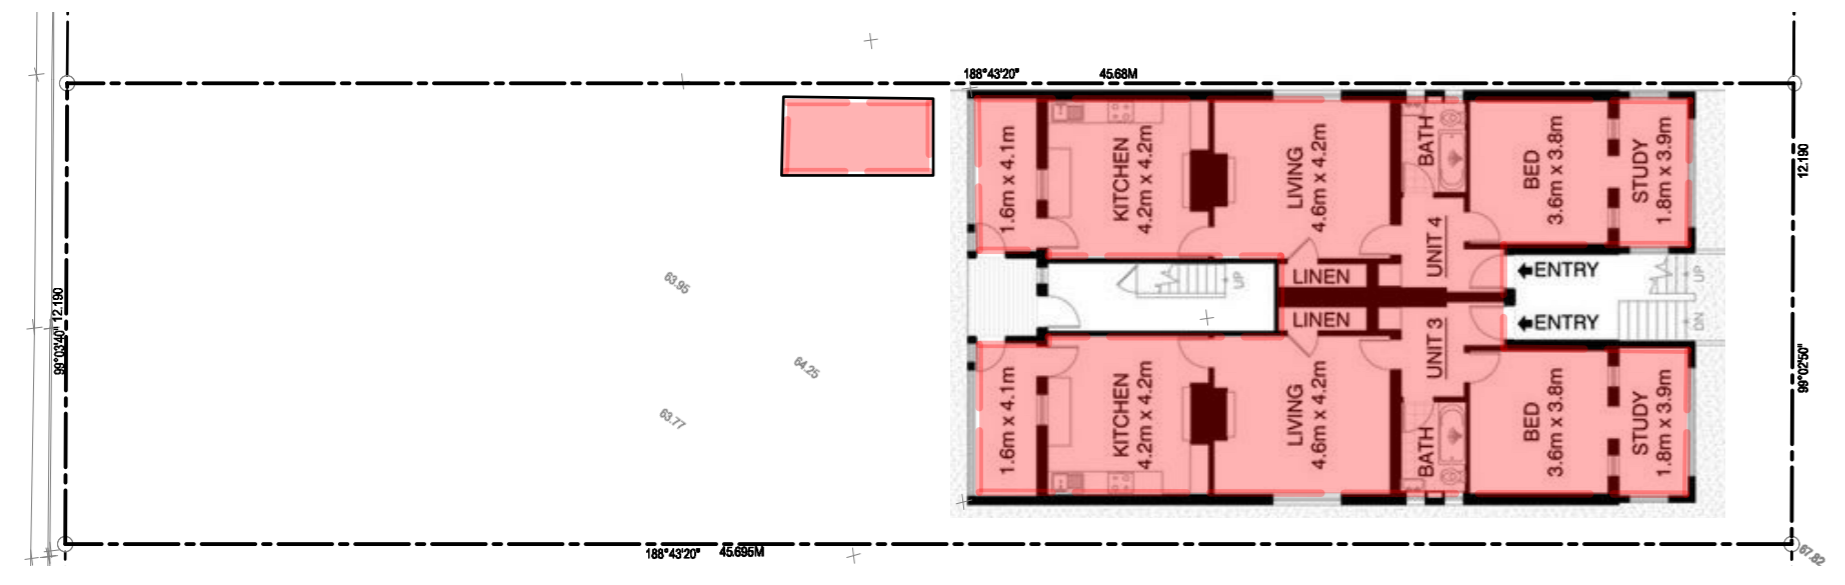 188°43'20" 45.68M
1.6m x 4.1m
KITCHEN
4.2m x 4.2m
LIVING
4.6m x 4.2m
BATH
BED
3.6m x 3.8m
STUDY
1.8m x 3.9m
12.190
UNIT 4
63.95
UP
LINEN
ENTRY
UP
99°03'40" 12.190
LINEN
ENTRY
DN
UNIT 3
64.25
63.77
1.6m x 4.1m
KITCHEN
4.2m x 4.2m
LIVING
4.6m x 4.2m
BATH
BED
3.6m x 3.8m
STUDY
1.8m x 3.9m
99°02'50"
188°43'20" 45.695M
67.82